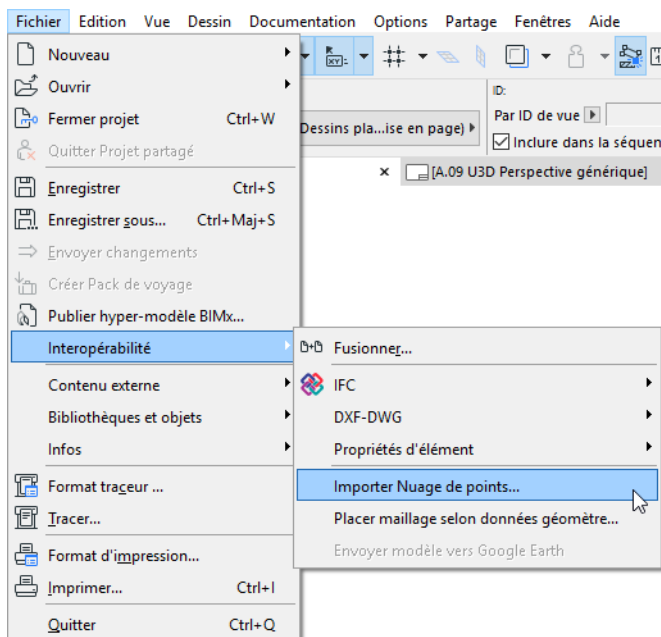 Fichier Edition Vue Dessin Documentation Options Partage Fenêtres Aide
Nouveau
Ouvrir
Fermer projet Ctrl+W
Quitter Projet partagé
Enregistrer Ctrl+S
Enregistrer sous... Ctrl+Maj+S
Envoyer changements
Créer Pack de voyage
Publier hyper-modèle BIMx...
Interopérabilité
Contenu externe
Bibliothèques et objets
Infos
Format traceur ...
Tracer...
Format d'impression...
Imprimer... Ctrl+I
Quitter Ctrl+Q
XY:
ID:
Dessins pla...ise en page)
Par ID de vue
Inclure dans la séquen
[A.09 U3D Perspective générique]
Fusionner...
IFC
DXF-DWG
Propriétés d'élément
Importer Nuage de points...
Placer maillage selon données géomètre...
Envoyer modèle vers Google Earth